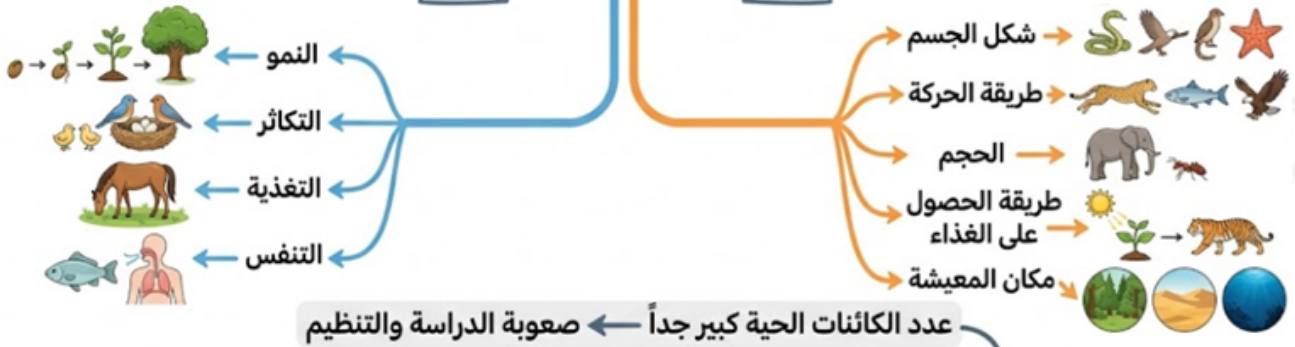 شكل الجسم
طريقة الحركة
الحجم
طريقة الحصول
على الغذاء
مكان المعيشة
النمو
التكاثر
التغذية
التنفس
عدد الكائنات الحية كبير جداً ← صعوبة الدراسة والتنظيم